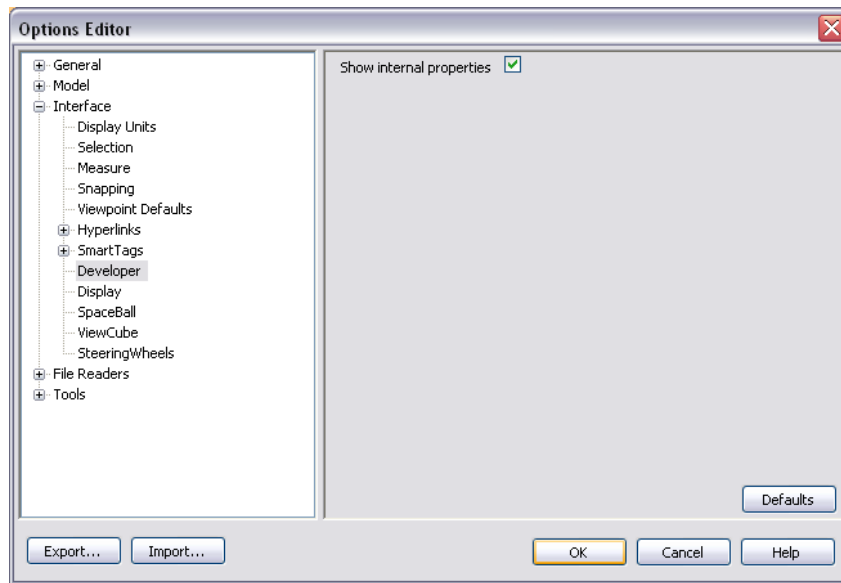 Options Editor
General
Model
Interface
Display Units
Selection
Measure
Snapping
Viewpoint Defaults
Hyperlinks
SmartTags
Developer
Display
SpaceBall
ViewCube
SteeringWheels
File Readers
Tools
Show internal properties
Defaults
Export...
Import...
OK
Cancel
Help